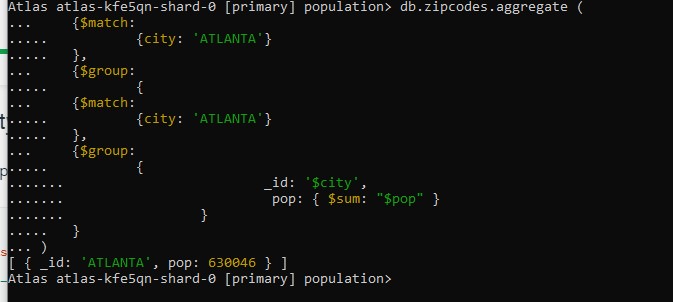 Atlas atlas-kfe5qn-shard-0 [primary] population> db.zipcodes.aggregate (
... {$match:
..... {city: 'ATLANTA'}
..... },
... {$group:
..... {
... {$match:
..... {city: 'ATLANTA'}
..... },
... {$group:
..... {
....... _id: '$city',
....... pop: { $sum: "$pop" }
....... }
..... }
... )
[ { _id: 'ATLANTA', pop: 630046 } ]
Atlas atlas-kfe5qn-shard-0 [primary] population>